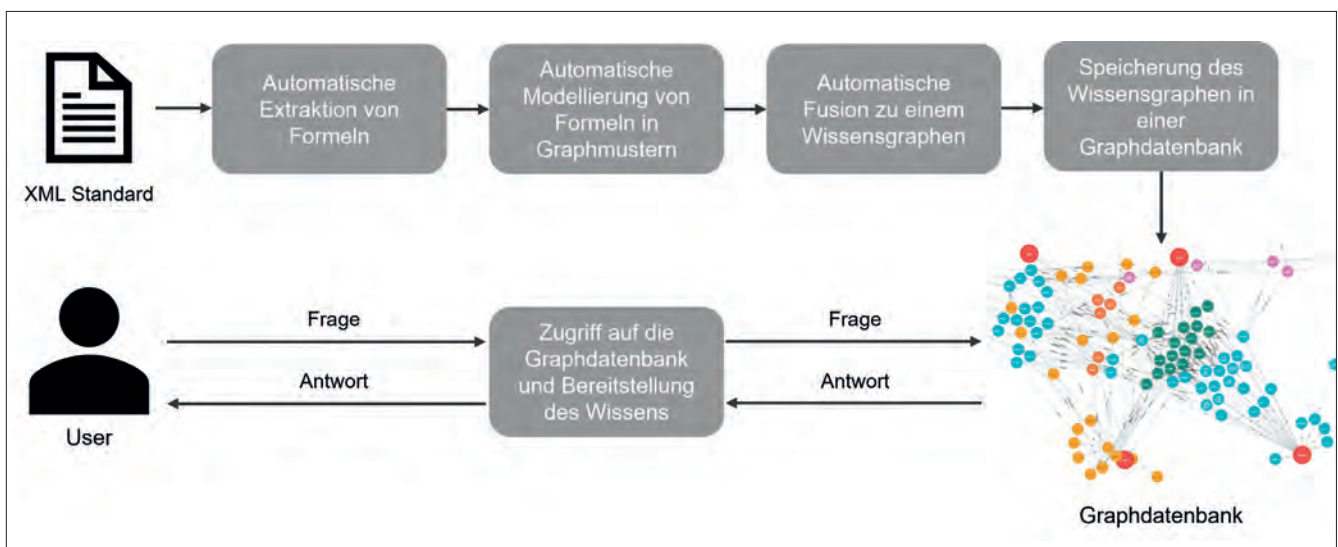 Automatische
Extraktion von
Formeln
Automatische
Modellierung von
Formeln in
Graphmustern
Automatische
Fusion zu einem
Wissensgraphen
Speicherung des
Wissensgraphen in
einer
Graphdatenbank
XML Standard
Frage
Antwort
User
Zugriff auf die
Graphdatenbank
und Bereitstellung
des Wissens
Frage
Antwort
Graphdatenbank